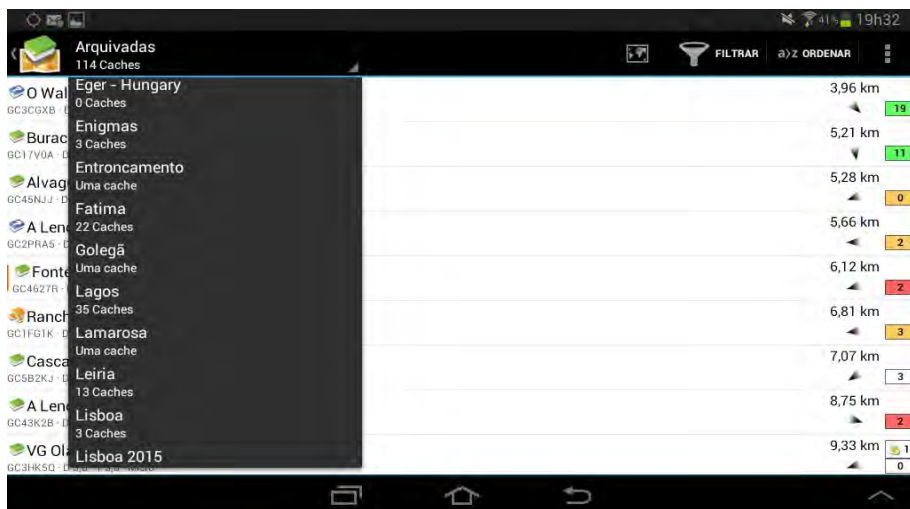 41% 19h32
Arquivadas
114 Caches
FILTRAR
a)z ORDENAR
Eger - Hungary
0 Caches
Enigmas
3 Caches
Entroncamento
Uma cache
Fatima
22 Caches
Golegã
Uma cache
Lagos
35 Caches
Lamarosa
Uma cache
Leiria
13 Caches
Lisboa
3 Caches
Lisboa 2015
O Wal
GC3CGXB
3,96 km
19
Burac
GC17V0A · D
5,21 km
11
Alvag
GC45NJJ · D
5,28 km
0
A Len
GC2PRA5 · D
5,66 km
2
Fonte
GC4627R ·
6,12 km
2
Ranch
GC1FG1K · D
6,81 km
3
Casca
GC5B2KJ · D
7,07 km
3
A Len
GC43K2B · D
8,75 km
2
VG Ola
GC3HK5Q · D
9,33 km
1
0